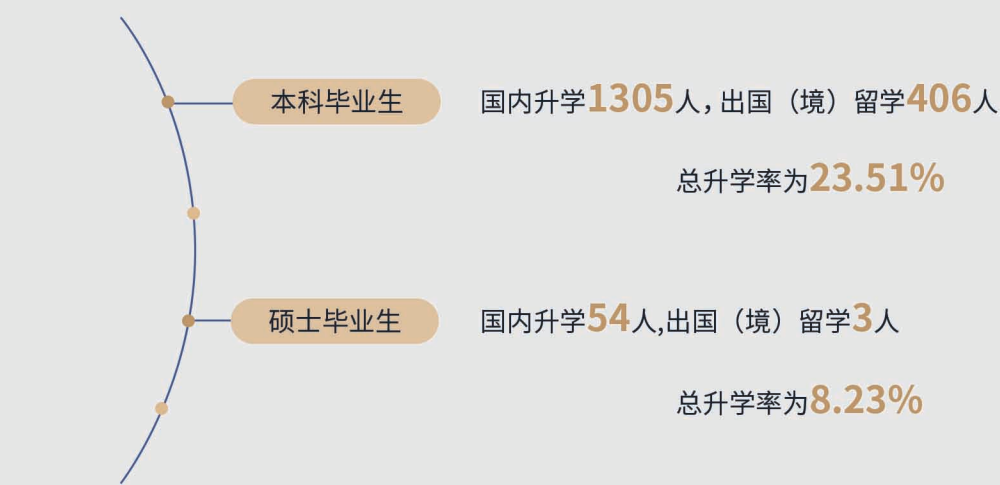 本科毕业生
国内升学1305人，出国（境）留学406人
总升学率为23.51%
硕士毕业生
国内升学54人,出国（境）留学3人
总升学率为8.23%